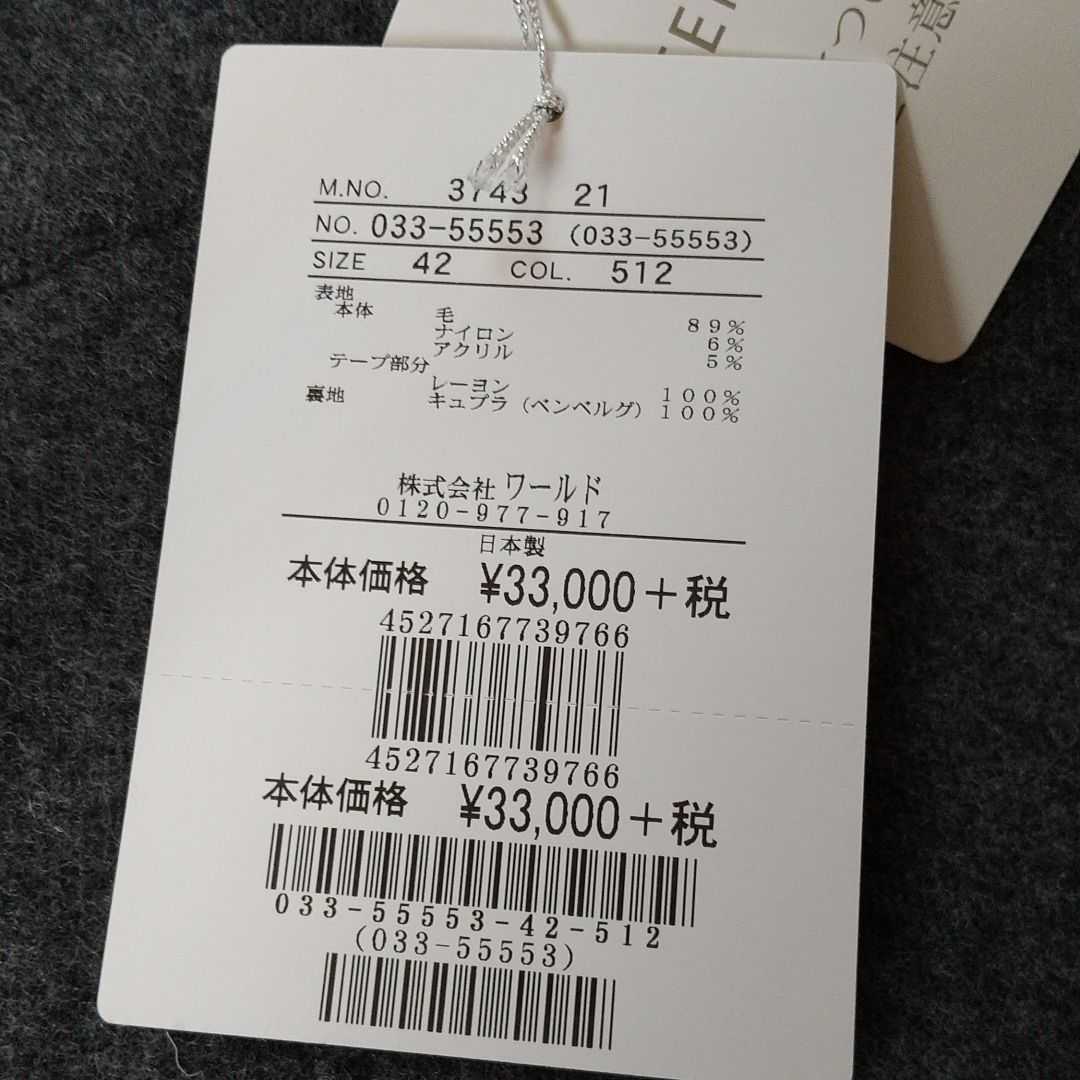 住意
M.NO. 3743 21
NO. 033-55553 (033-55553)
SIZE 42 COL. 512
表地
本体 毛 89%
ナイロン 6%
アクリル 5%
テープ部分
レーヨン 100%
裏地 キュプラ(ベンベルグ) 100%
株式会社 ワールド
0120-977-917
日本製
本体価格 ¥33,000+税
4527167739766
4527167739766
本体価格 ¥33,000+税
033-55553-42-512
(033-55553)